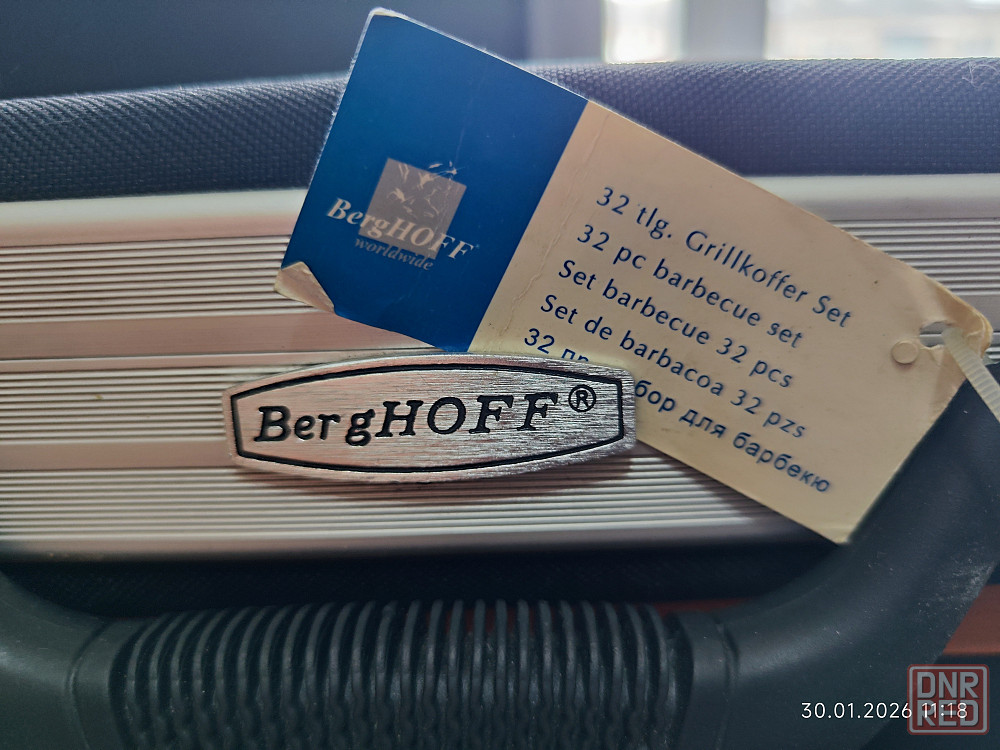 BergHOFF
worldwide
32 tlg. Grillkoffer Set
32 pc barbecue set
Set barbecue 32 pcs
Set de barbacoa 32 pzs
32 для барбекю
BergHOFF®
30.01.2026 11:18
DNR
RED